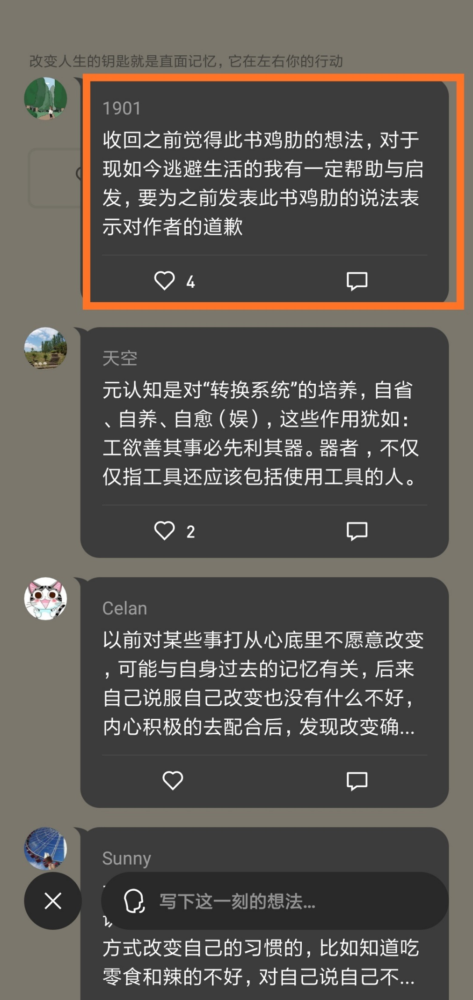 改变人生的钥匙就是直面记忆，它在左右你的行动
1901
收回之前觉得此书鸡肋的想法，对于
现如今逃避生活的我有一定帮助与启
发，要为之前发表此书鸡肋的说法表
示对作者的道歉
4
天空
元认知是对“转换系统”的培养，自省
、自养、自愈（娱），这些作用犹如：
工欲善其事必先利其器。器者，不仅
仅指工具还应该包括使用工具的人。
2
Celan
以前对某些事打从心底里不愿意改变
，可能与自身过去的记忆有关，后来
自己说服自己改变也没有什么不好，
内心积极的去配合后，发现改变确...
Sunny
写下这一刻的想法...
方式改变自己的习惯的，比如知道吃
零食和辣的不好，对自己说自己不...